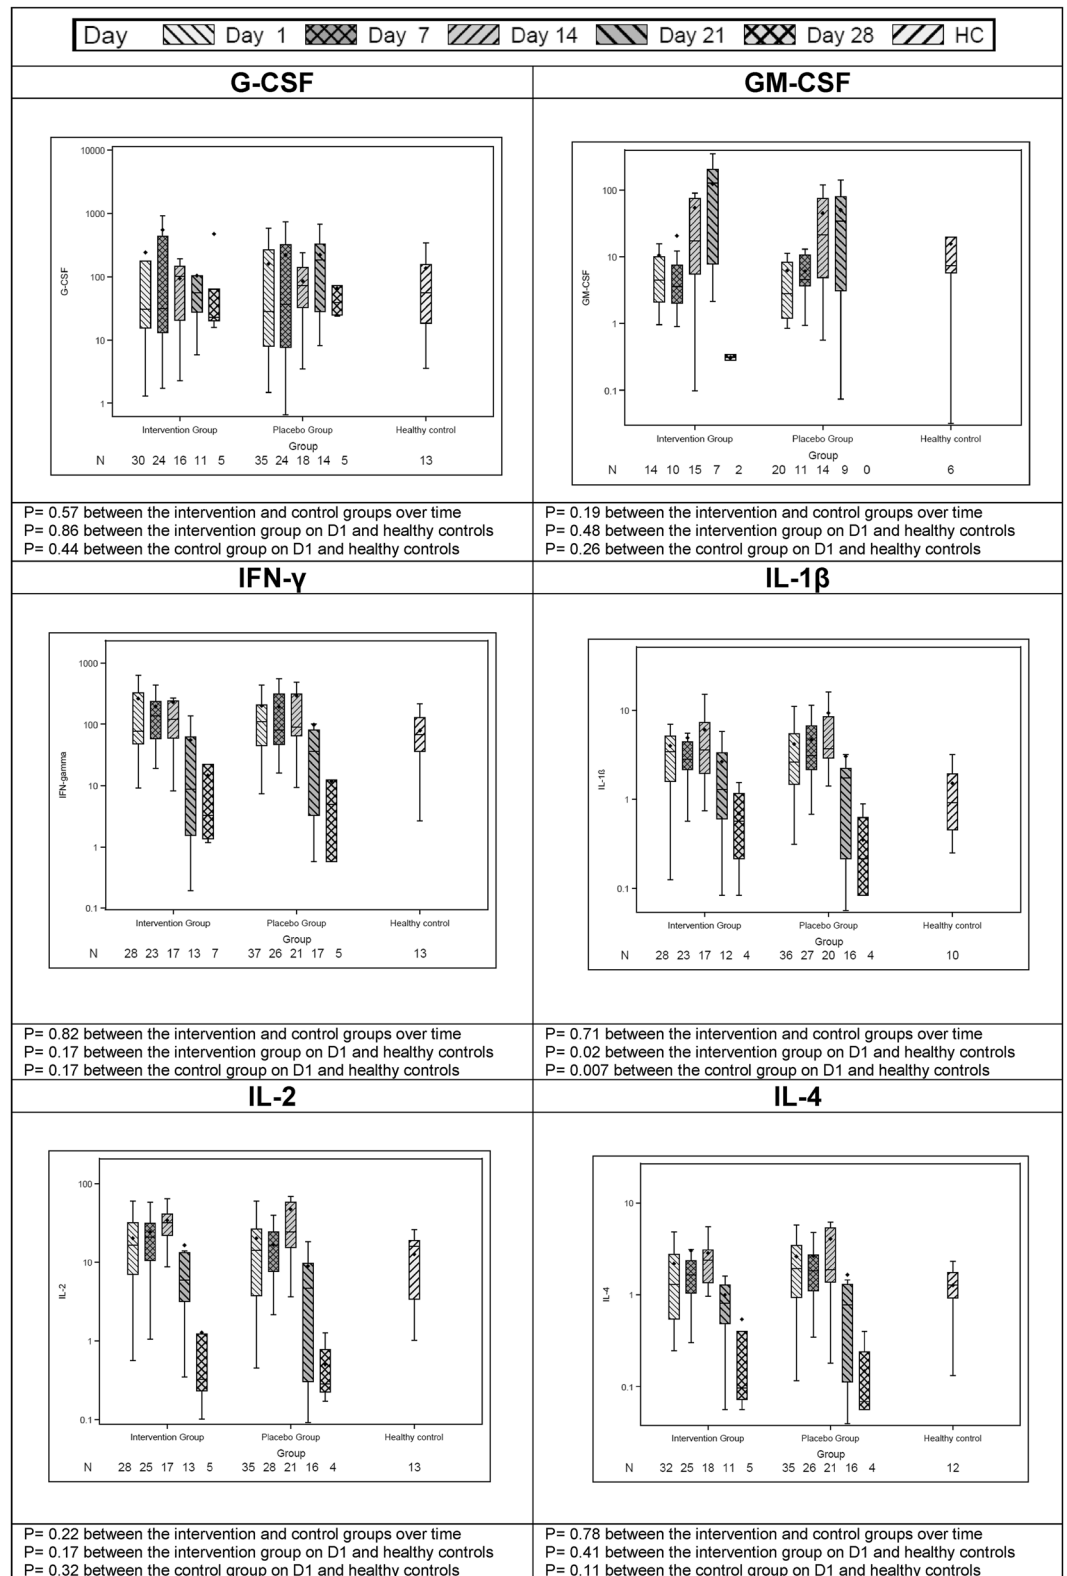 Day Day 1 Day 7 Day 14 Day 21 Day 28 HC
G-CSF
10000
1000
100
10
1
G-CSF
Intervention Group Placebo Group Healthy control
Group
N 30 24 16 11 5 35 24 18 14 5 13
P= 0.57 between the intervention and control groups over time
P= 0.86 between the intervention group on D1 and healthy controls
P= 0.44 between the control group on D1 and healthy controls
GM-CSF
100
10
1
0.1
GM-CSF
Intervention Group Placebo Group Healthy control
Group
N 14 10 15 7 2 20 11 14 9 0 6
P= 0.19 between the intervention and control groups over time
P= 0.48 between the intervention group on D1 and healthy controls
P= 0.26 between the control group on D1 and healthy controls
IFN-γ
1000
100
10
1
0.1
IFN-gamma
Intervention Group Placebo Group Healthy control
Group
N 28 23 17 13 7 37 26 21 17 5 13
P= 0.82 between the intervention and control groups over time
P= 0.17 between the intervention group on D1 and healthy controls
P= 0.17 between the control group on D1 and healthy controls
IL-1β
10
1
0.1
IL-1ß
Intervention Group Placebo Group Healthy control
Group
N 28 23 17 12 4 36 27 20 16 4 10
P= 0.71 between the intervention and control groups over time
P= 0.02 between the intervention group on D1 and healthy controls
P= 0.007 between the control group on D1 and healthy controls
IL-2
100
10
1
0.1
IL-2
Intervention Group Placebo Group Healthy control
Group
N 28 25 17 13 5 35 28 21 16 4 13
P= 0.22 between the intervention and control groups over time
P= 0.17 between the intervention group on D1 and healthy controls
P= 0.32 between the control group on D1 and healthy controls
IL-4
10
1
0.1
IL-4
Intervention Group Placebo Group Healthy control
Group
N 32 25 18 11 5 35 26 21 16 4 12
P= 0.78 between the intervention and control groups over time
P= 0.41 between the intervention group on D1 and healthy controls
P= 0.11 between the control group on D1 and healthy controls